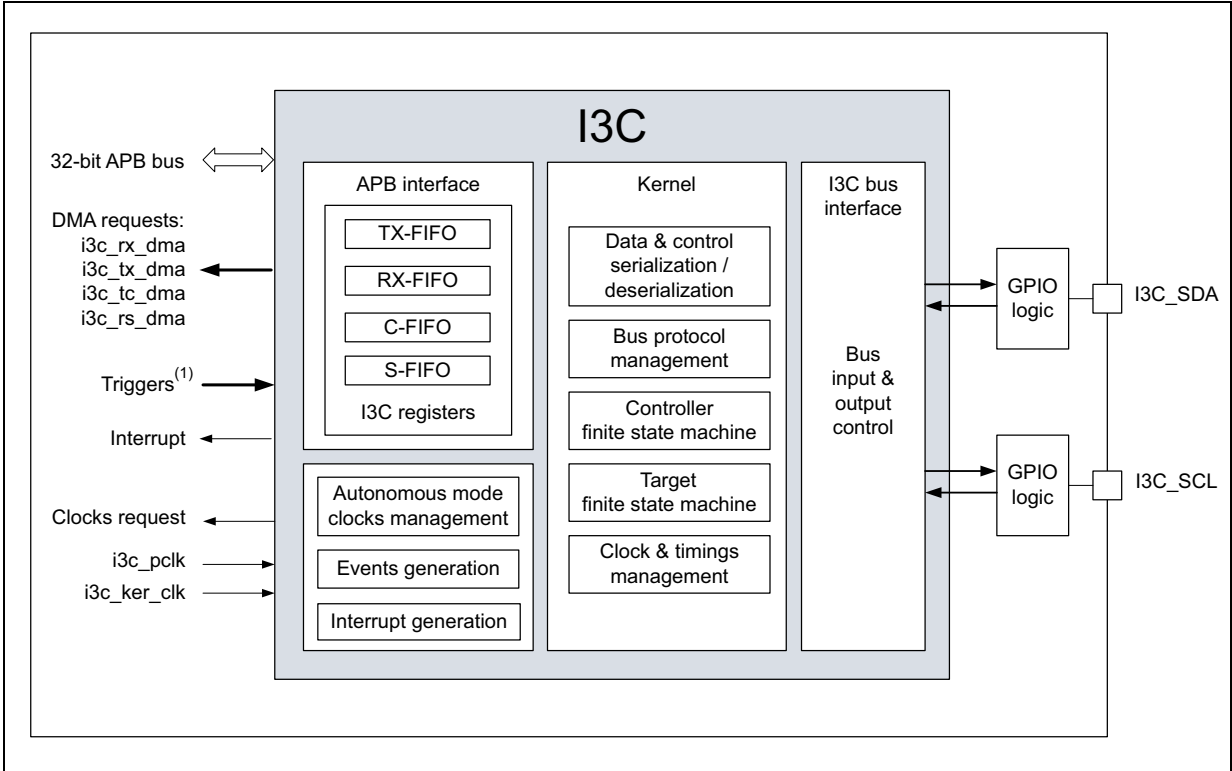 I3C
32-bit APB bus
DMA requests:
i3c_rx_dma
i3c_tx_dma
i3c_tc_dma
i3c_rs_dma
Triggers(1)
Interrupt
Clocks request
i3c_pclk
i3c_ker_clk
APB interface
TX-FIFO
RX-FIFO
C-FIFO
S-FIFO
I3C registers
Autonomous mode
clocks management
Events generation
Interrupt generation
Kernel
Data & control
serialization /
deserialization
Bus protocol
management
Controller
finite state machine
Target
finite state machine
Clock & timings
management
I3C bus
interface
Bus
input &
output
control
GPIO
logic
I3C_SDA
GPIO
logic
I3C_SCL